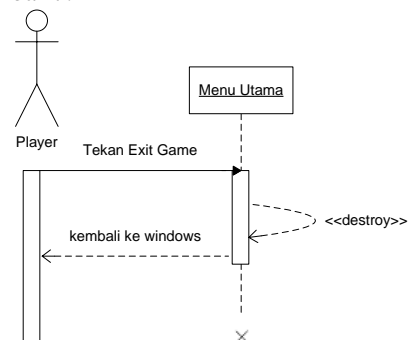 Menu Utama
Player
Tekan Exit Game
<<destroy>>
kembali ke windows